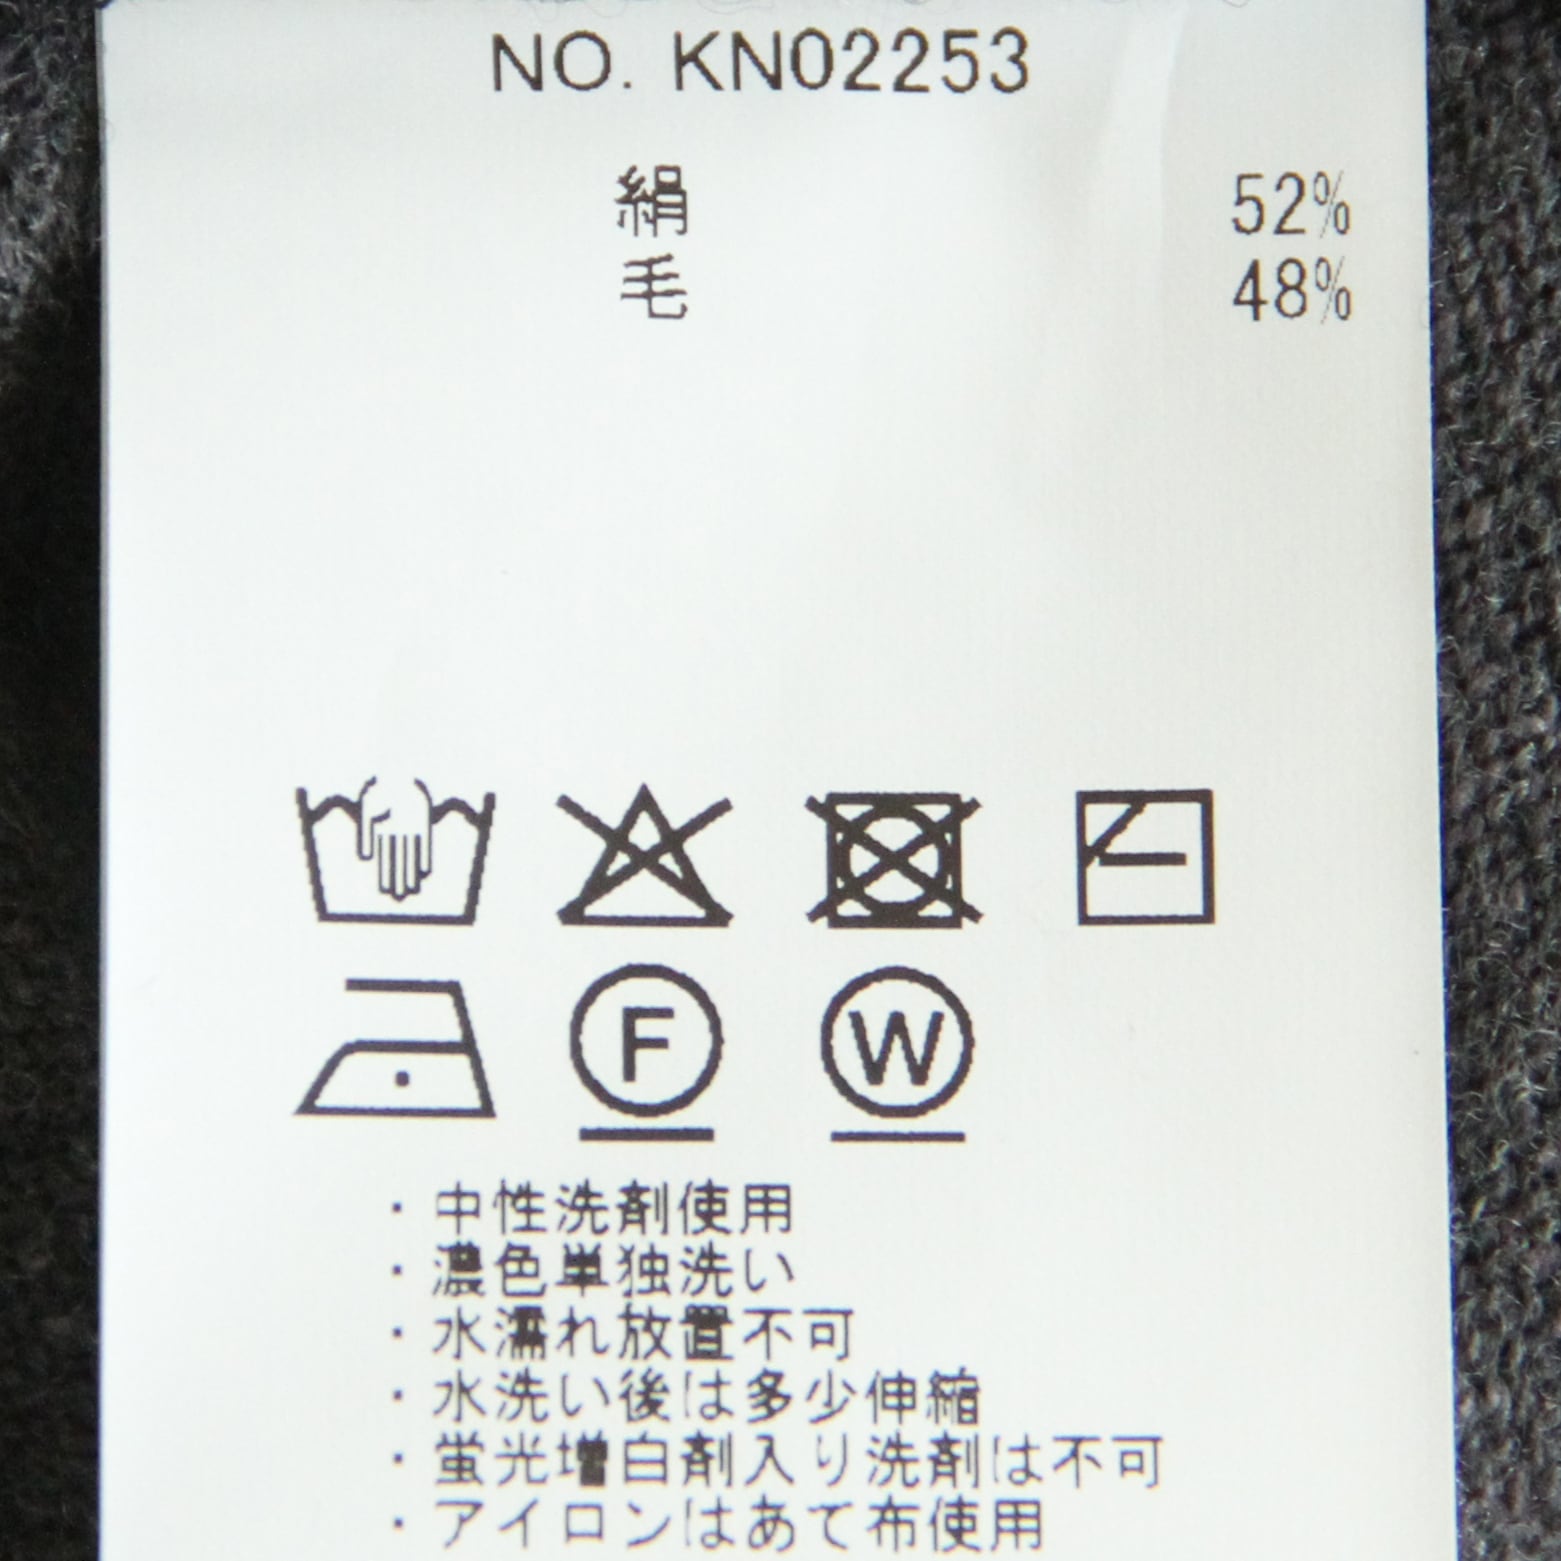 NO. KN02253
絹 52%
毛 48%
F W
・中性洗剤使用
・濃色単独洗い
・水濡れ放置不可
・水洗い後は多少伸縮
・蛍光増白剤入り洗剤は不可
・アイロンはあて布使用